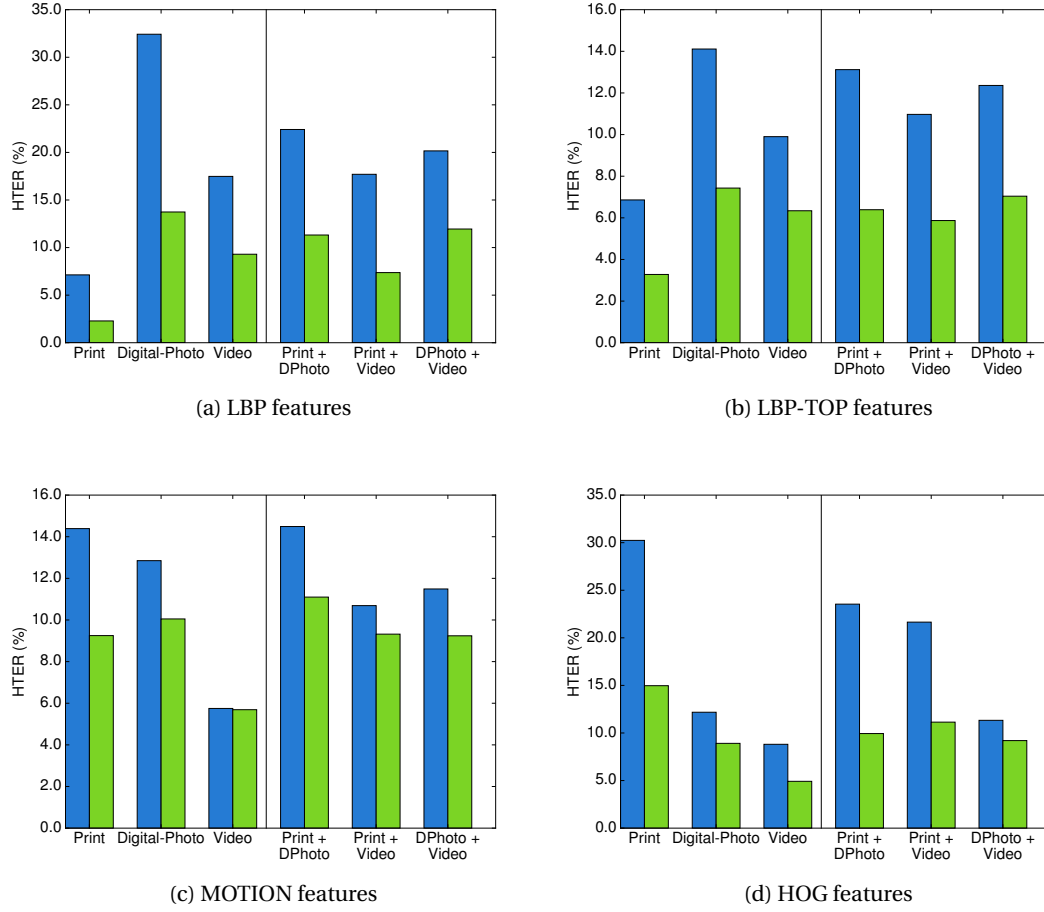 35.0
30.0
25.0
20.0
15.0
10.0
5.0
0.0
HTER (%)
Print Digital-Photo Video Print + Print + DPhoto +
DPhoto Video Video
(a) LBP features
16.0
14.0
12.0
10.0
8.0
6.0
4.0
2.0
0.0
HTER (%)
Print Digital-Photo Video Print + Print + DPhoto +
DPhoto Video Video
(b) LBP-TOP features
16.0
14.0
12.0
10.0
8.0
6.0
4.0
2.0
0.0
HTER (%)
Print Digital-Photo Video Print + Print + DPhoto +
DPhoto Video Video
(c) MOTION features
35.0
30.0
25.0
20.0
15.0
10.0
5.0
0.0
HTER (%)
Print Digital-Photo Video Print + Print + DPhoto +
DPhoto Video Video
(d) HOG features